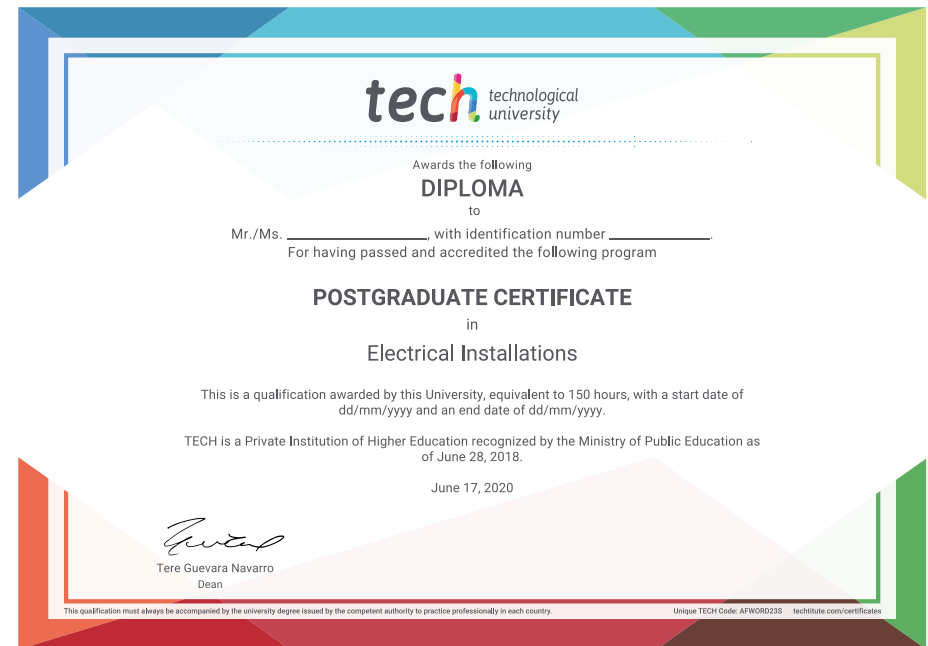 tech technological
university
Awards the following
DIPLOMA
to
Mr./Ms. ____________________, with identification number ______________.
For having passed and accredited the following program
POSTGRADUATE CERTIFICATE
in
Electrical Installations
This is a qualification awarded by this University, equivalent to 150 hours, with a start date of
dd/mm/yyyy and an end date of dd/mm/yyyy.
TECH is a Private Institution of Higher Education recognized by the Ministry of Public Education as
of June 28, 2018.
June 17, 2020
Tere Guevara Navarro
Dean
This qualification must always be accompanied by the university degree issued by the competent authority to practice professionally in each country.
Unique TECH Code: AFWORD23S techtitute.com/certificates